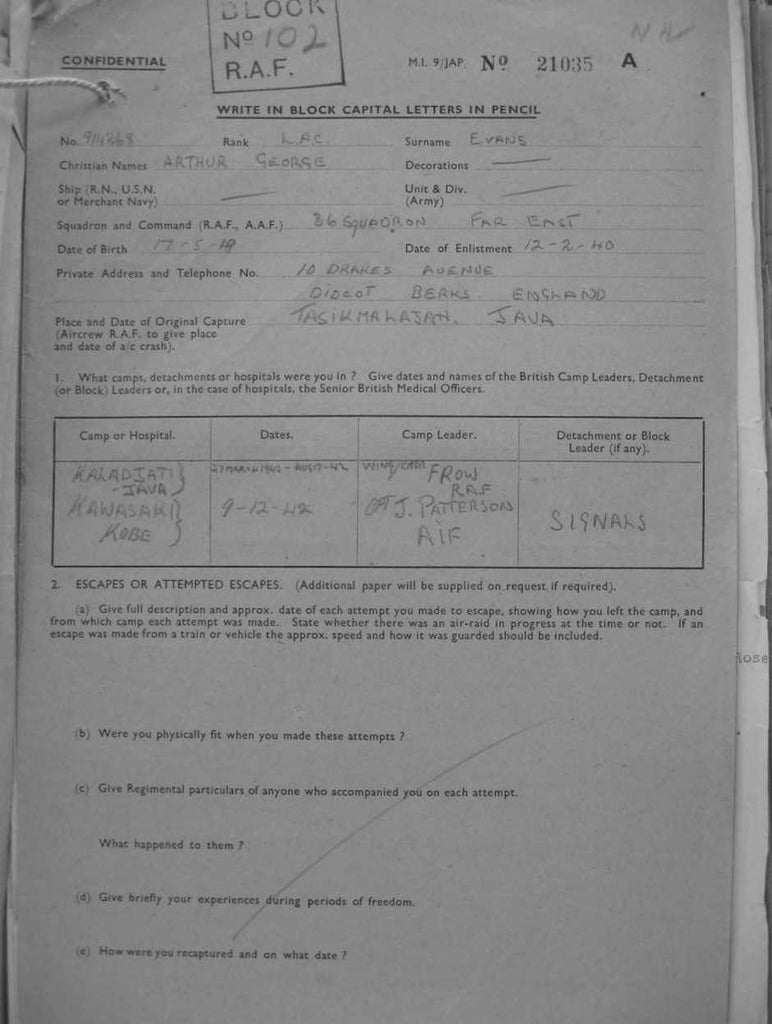 BLOCK
Nº 102
R.A.F.
NA
CONFIDENTIAL
M.I. 9/JAP. Nº 21035 A
WRITE IN BLOCK CAPITAL LETTERS IN PENCIL
No. 914268 Rank L.A.C. Surname EVANS
Christian Names ARTHUR GEORGE Decorations
Ship (R.N., U.S.N. Unit & Div.
or Merchant Navy) (Army)
Squadron and Command (R.A.F., A.A.F.) 36 SQUADRON FAR EAST
Date of Birth 17-5-19 Date of Enlistment 12-2-40
Private Address and Telephone No. 10 DRAKES AVENUE
DIDCOT BERKS ENGLAND
Place and Date of Original Capture TASIKMALAJAH. JAVA
(Aircrew R.A.F. to give place
and date of a/c crash).
1. What camps, detachments or hospitals were you in ? Give dates and names of the British Camp Leaders, Detachment
(or Block) Leaders or, in the case of hospitals, the Senior British Medical Officers.
Camp or Hospital. Dates. Camp Leader. Detachment or Block
Leader (if any).
KALADJATI 27 MAR 1942 - WING/CDR FROW
- JAVA RAF
KAWASAKI 9-12-42 J. PATTERSON SIGNALS
KOBE AIF
2. ESCAPES OR ATTEMPTED ESCAPES. (Additional paper will be supplied on request if required).
(a) Give full description and approx. date of each attempt you made to escape, showing how you left the camp, and
from which camp each attempt was made. State whether there was an air-raid in progress at the time or not. If an
escape was made from a train or vehicle the approx. speed and how it was guarded should be included.
lose
(b) Were you physically fit when you made these attempts ?
(c) Give Regimental particulars of anyone who accompanied you on each attempt.
What happened to them ?
(d) Give briefly your experiences during periods of freedom.
(e) How were you recaptured and on what date ?